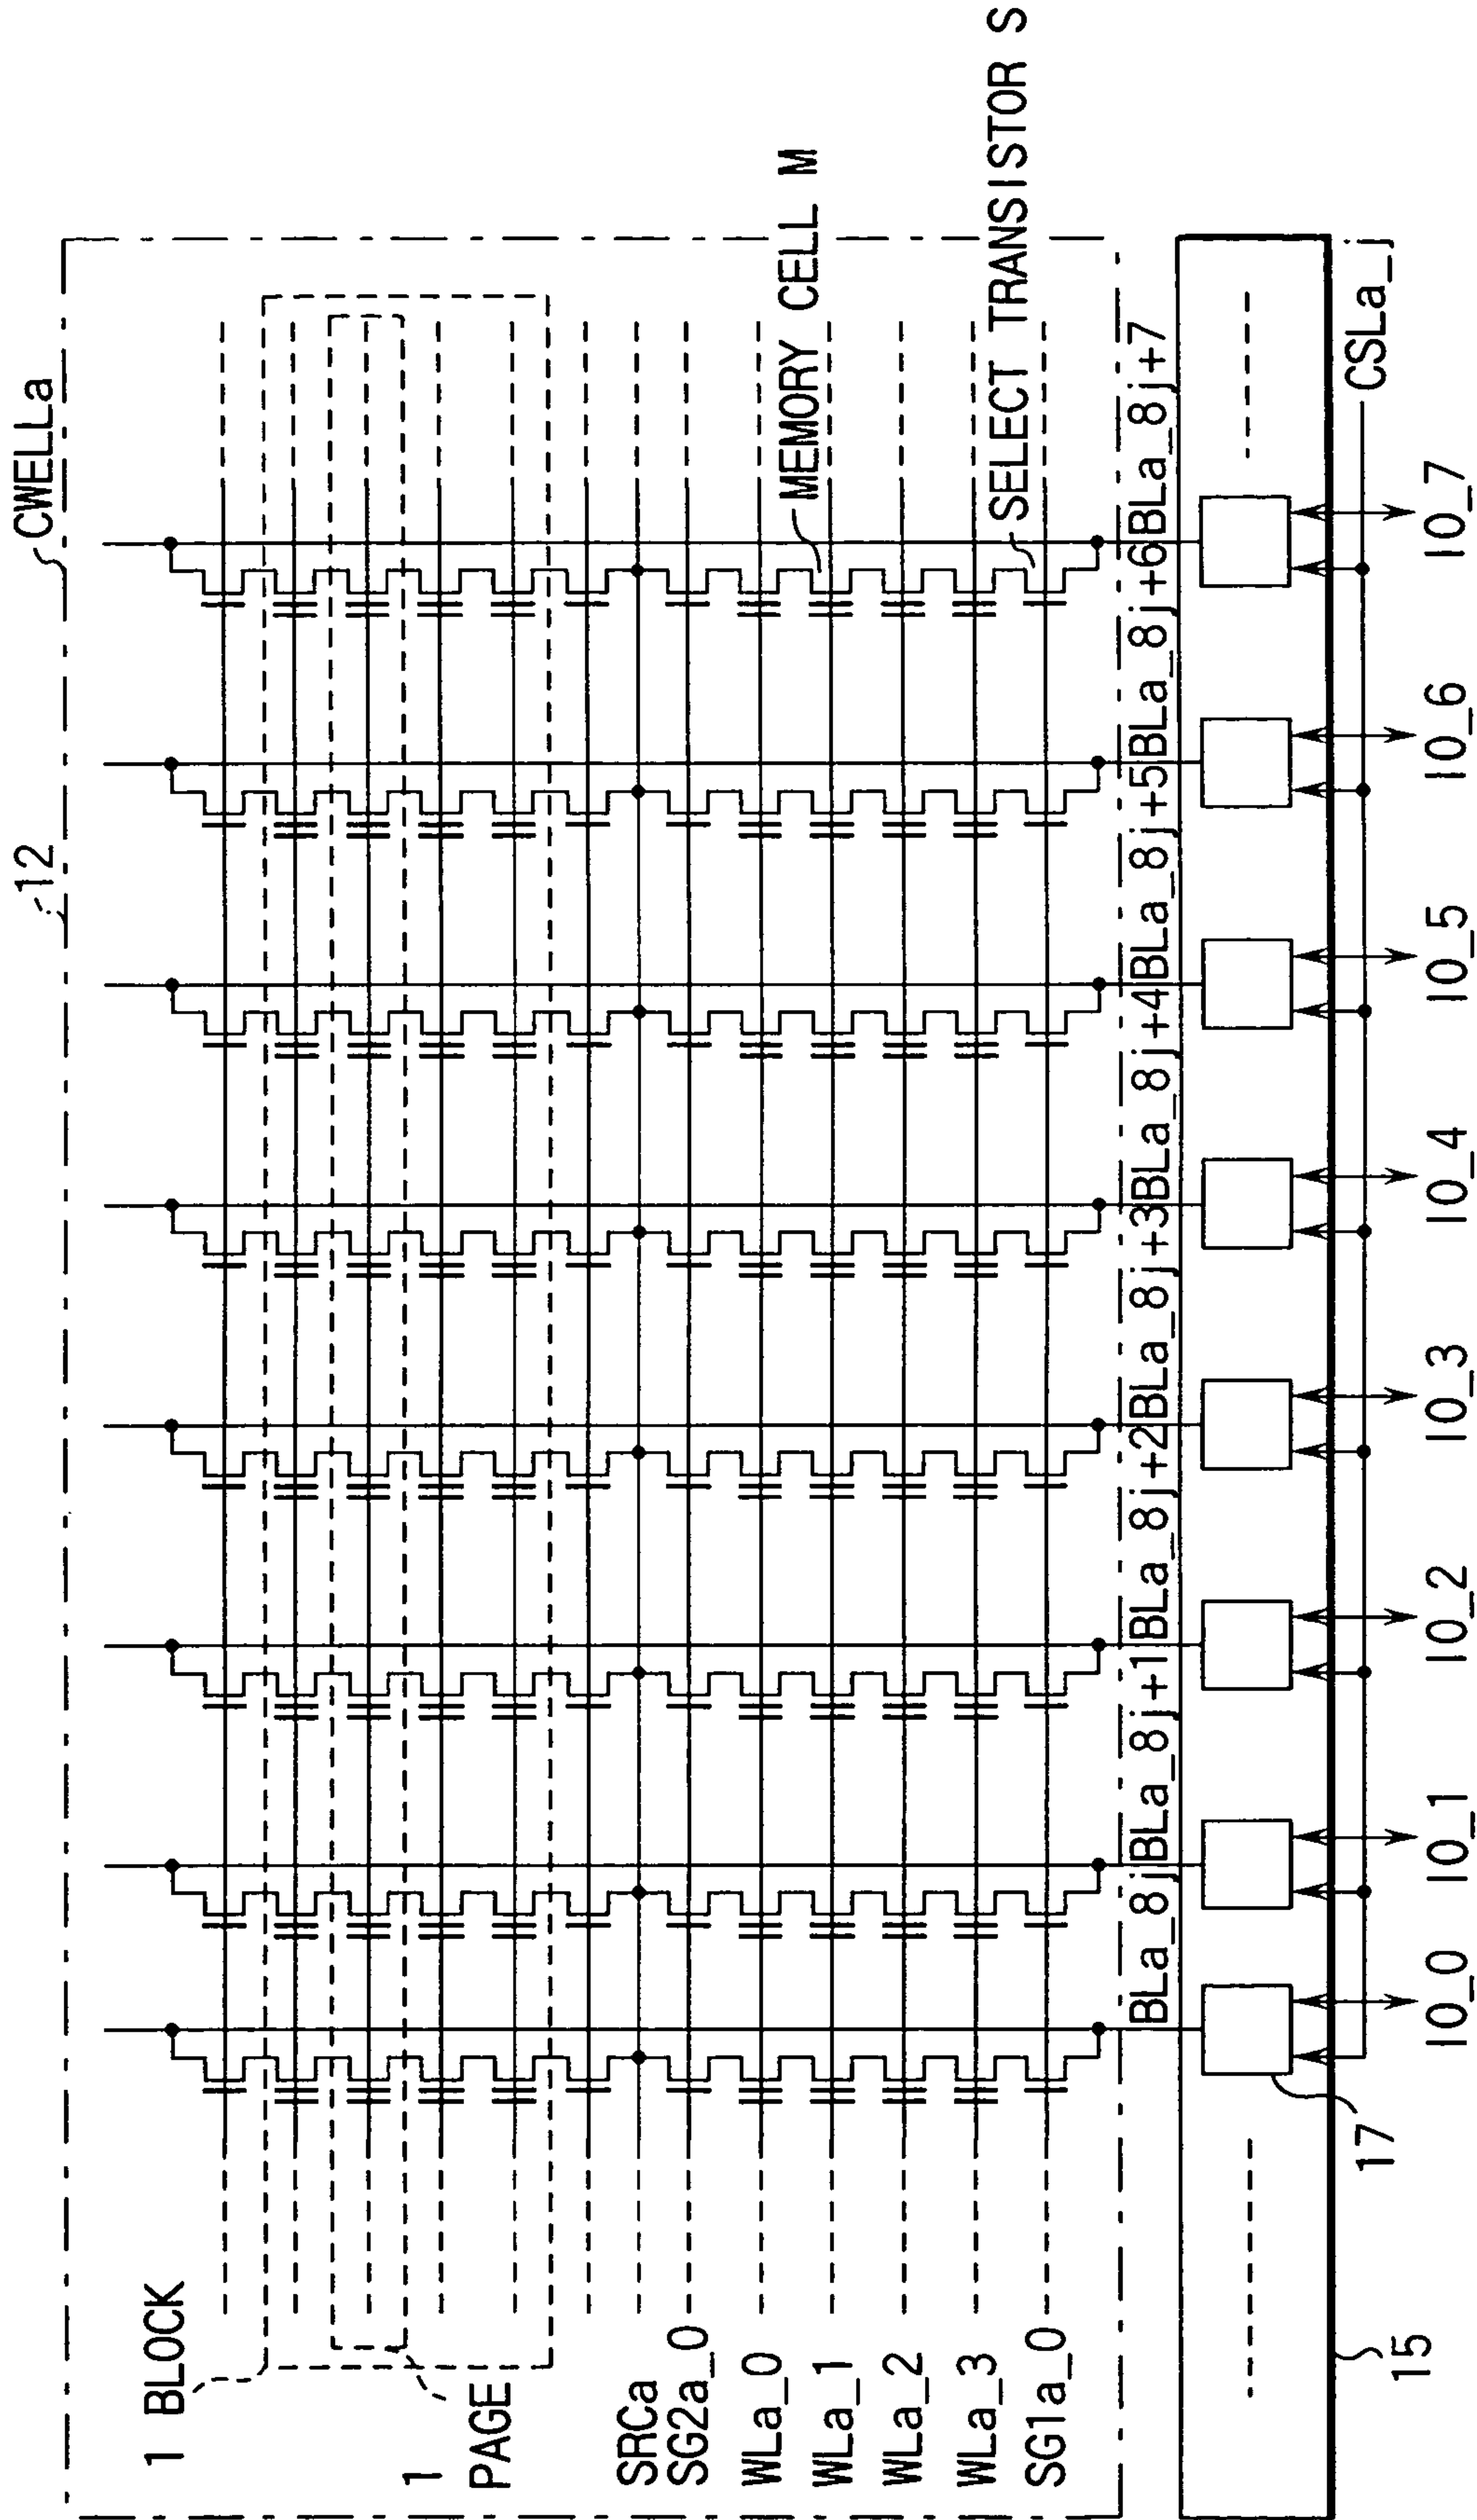 12
CWELLa
1 BLOCK
1
PAGE
SRCa
SG2a_0
WLa_0
MEMORY CELL M
WLa_1
WLa_2
WLa_3
SELECT TRANSISTOR S
SG1a_0
BLa_8j BLa_8j+1 BLa_8j+2 BLa_8j+3 BLa_8j+4 BLa_8j+5 BLa_8j+6 BLa_8j+7
15
17
CSLa_j
IO_0 IO_1 IO_2 IO_3 IO_4 IO_5 IO_6 IO_7